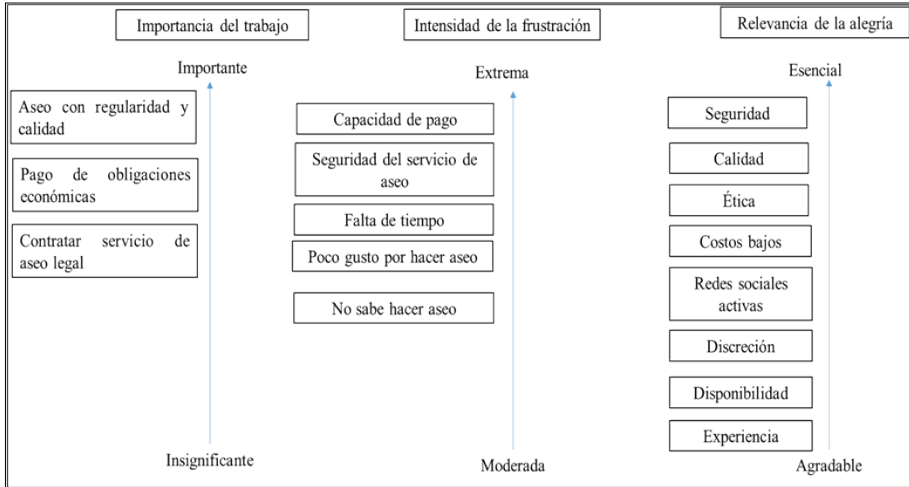 Importancia del trabajo
Importante
Aseo con regularidad y
calidad
Pago de obligaciones
económicas
Contratar servicio de
aseo legal
Insignificante
Intensidad de la frustración
Extrema
Capacidad de pago
Seguridad del servicio de
aseo
Falta de tiempo
Poco gusto por hacer aseo
No sabe hacer aseo
Moderada
Relevancia de la alegría
Esencial
Seguridad
Calidad
Ética
Costos bajos
Redes sociales
activas
Discreción
Disponibilidad
Experiencia
Agradable